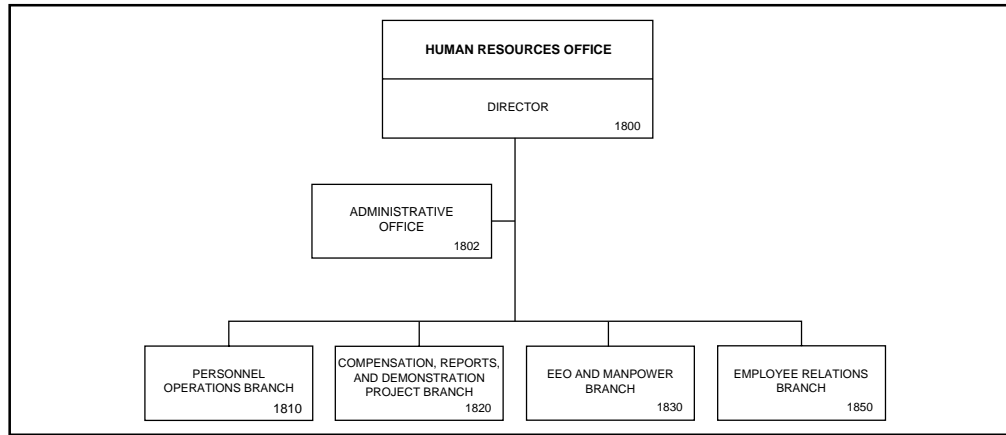 HUMAN RESOURCES OFFICE
DIRECTOR
1800
ADMINISTRATIVE
OFFICE
1802
PERSONNEL
OPERATIONS BRANCH
1810
COMPENSATION, REPORTS,
AND DEMONSTRATION
PROJECT BRANCH
1820
EEO AND MANPOWER
BRANCH
1830
EMPLOYEE RELATIONS
BRANCH
1850